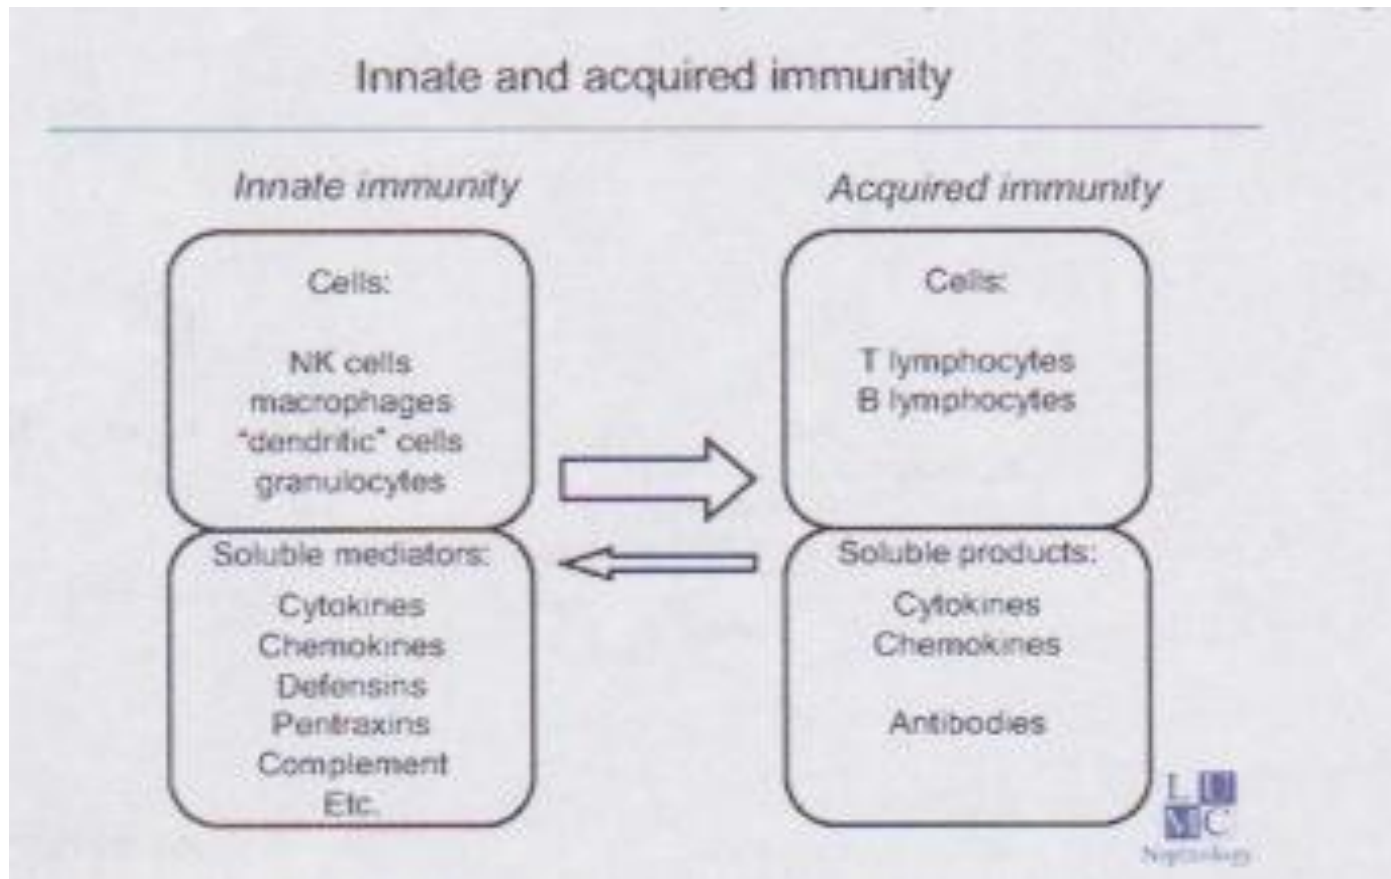 Innate and acquired immunity
Innate immunity
Cells:
NK cells
macrophages
"dendritic" cells
granulocytes
Soluble mediators:
Cytokines
Chemokines
Defensins
Pentraxins
Complement
Etc.
Acquired immunity
Cells:
T lymphocytes
B lymphocytes
Soluble products:
Cytokines
Chemokines
Antibodies
L U
M C
Nephrology